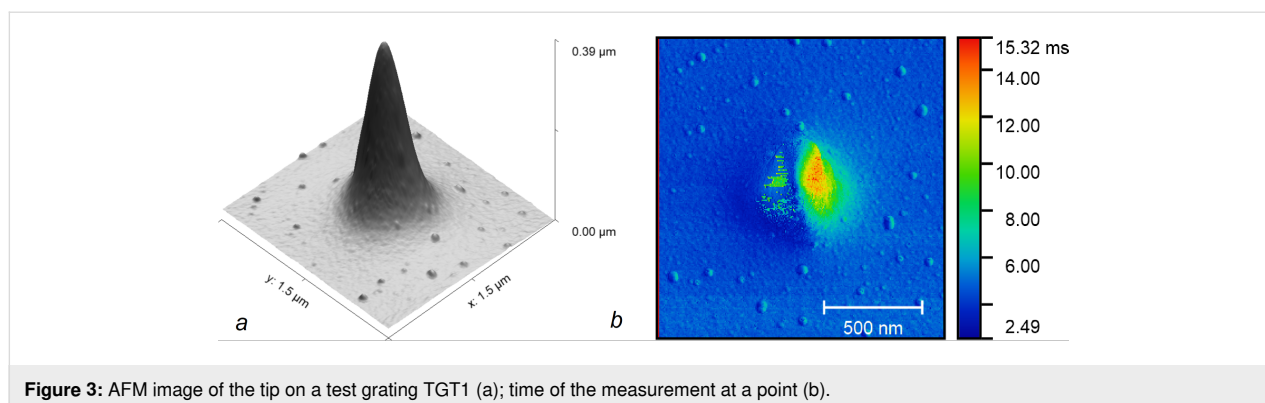 0.39 µm
0.00 µm
y: 1.5 µm
x: 1.5 µm
a
b
500 nm
15.32 ms
14.00
12.00
10.00
8.00
6.00
2.49
Figure 3: AFM image of the tip on a test grating TGT1 (a); time of the measurement at a point (b).